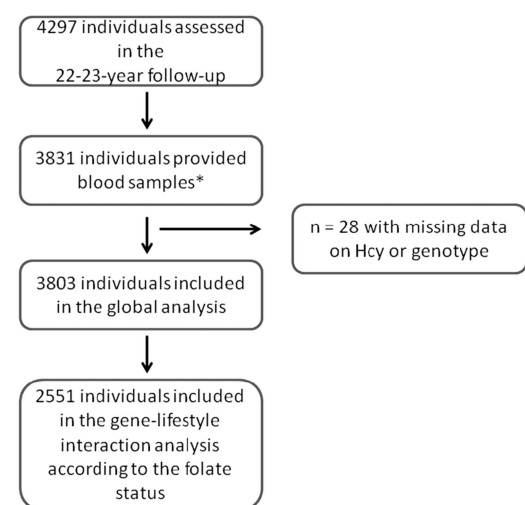 4297 individuals assessed
in the
22-23-year follow-up
3831 individuals provided
blood samples*
n = 28 with missing data
on Hcy or genotype
3803 individuals included
in the global analysis
2551 individuals included
in the gene-lifestyle
interaction analysis
according to the folate
status